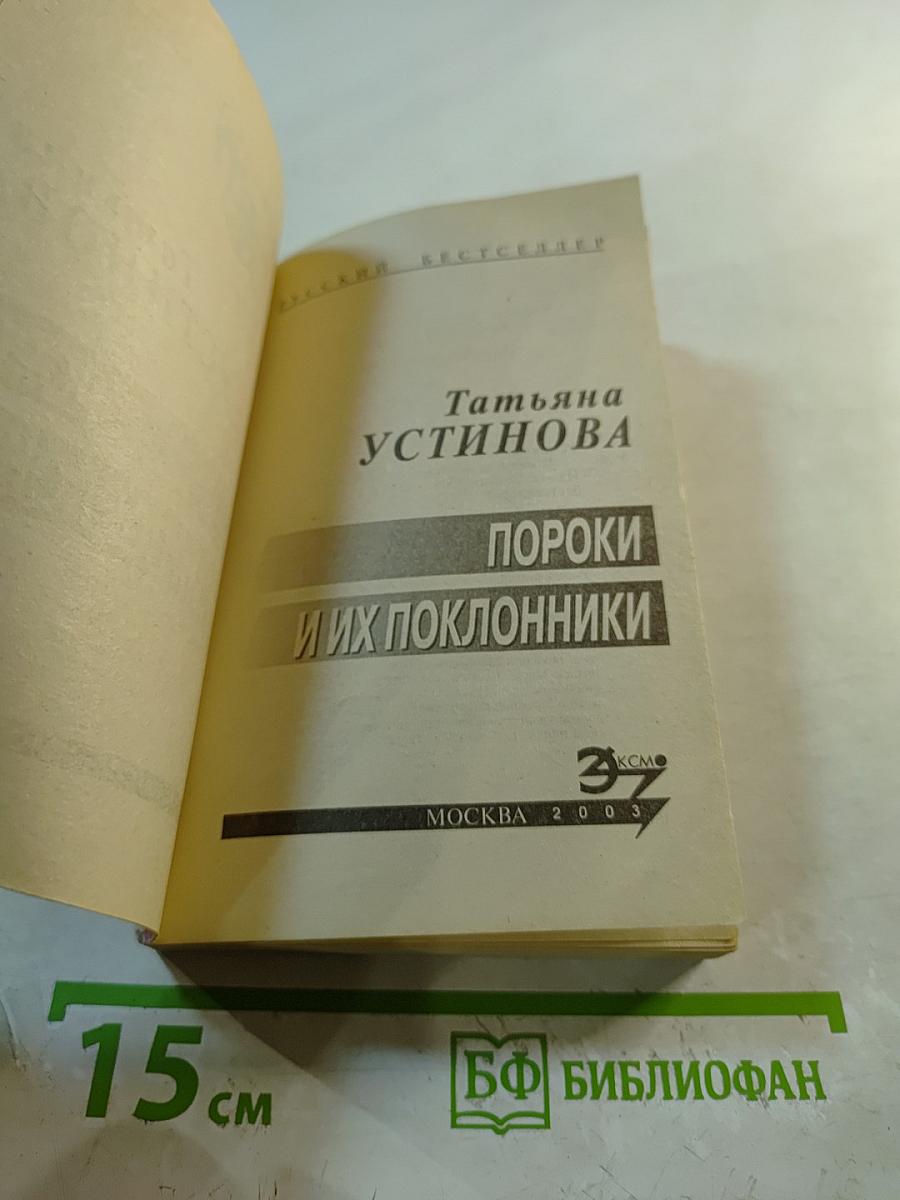 РУССКИЙ БЕСТСЕЛЛЕР
Татьяна
УСТИНОВА
ПОРОКИ
И ИХ ПОКЛОННИКИ
ЭКСМО
МОСКВА 2003
15 см
БФ БИБЛИОФАН